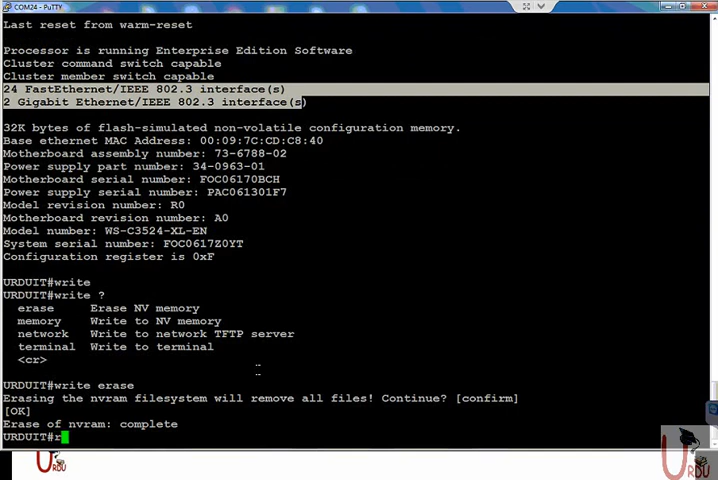 COM24 - PuTTY
Last reset from warm-reset
Processor is running Enterprise Edition Software
Cluster command switch capable
Cluster member switch capable
24 FastEthernet/IEEE 802.3 interface(s)
2 Gigabit Ethernet/IEEE 802.3 interface(s)
32K bytes of flash-simulated non-volatile configuration memory.
Base ethernet MAC Address: 00:09:7C:CD:C8:40
Motherboard assembly number: 73-6788-02
Power supply part number: 34-0963-01
Motherboard serial number: FOC06170BCH
Power supply serial number: PAC061301F7
Model revision number: R0
Motherboard revision number: A0
Model number: WS-C3524-XL-EN
System serial number: FOC0617Z0YT
Configuration register is 0xF
URDUIT#write
URDUIT#write ?
erase Erase NV memory
memory Write to NV memory
network Write to network TFTP server
terminal Write to terminal
<cr>
URDUIT#write erase
Erasing the nvram filesystem will remove all files! Continue? [confirm]
[OK]
Erase of nvram: complete
URDUIT#r
URDU
URDU